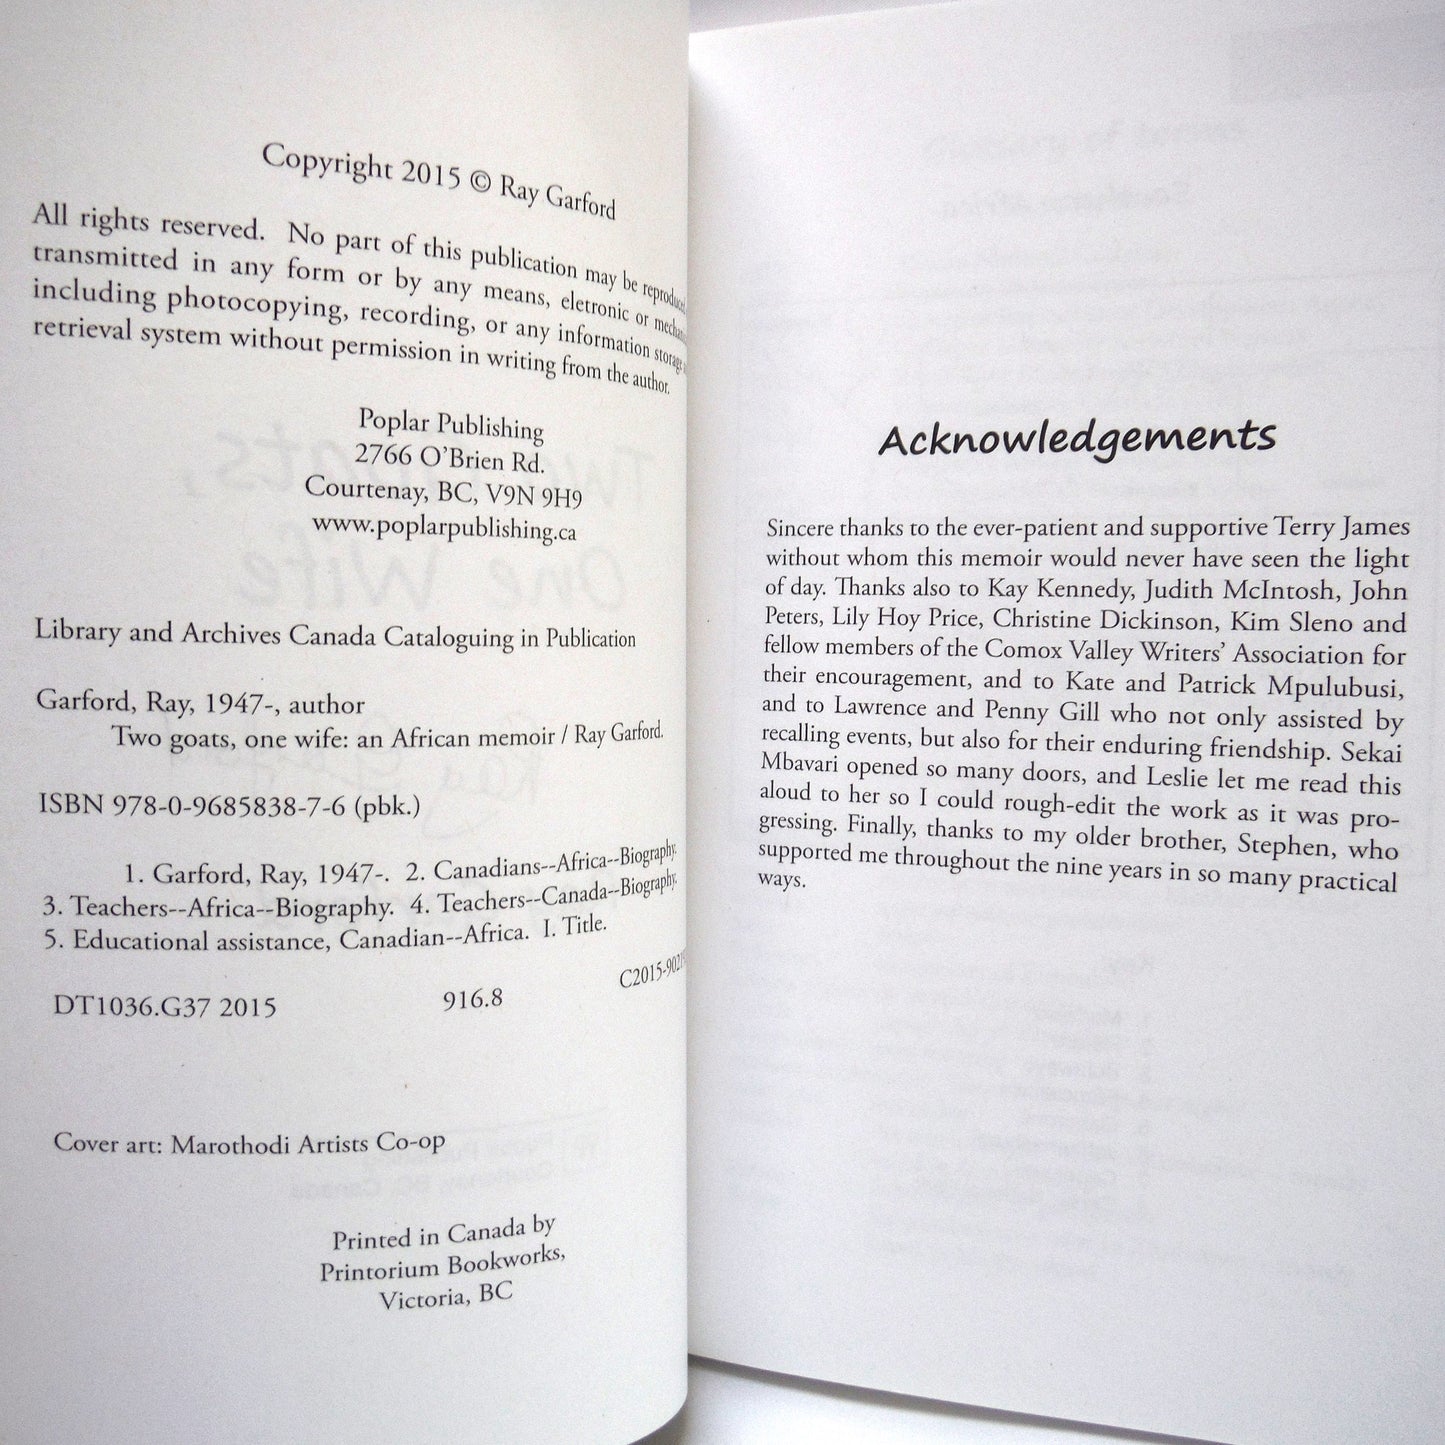 Copyright 2015 © Ray Garford
All rights reserved. No part of this publication may be reproduced
transmitted in any form or by any means, eletronic or
including photocopying, recording, or any information storage
retrieval system without permission in writing from the author.
Poplar Publishing
2766 O'Brien Rd.
Courtenay, BC, V9N 9H9
www.poplarpublishing.ca
Library and Archives Canada Cataloguing in Publication
Garford, Ray, 1947-, author
Two goats, one wife: an African memoir / Ray Garford.
ISBN 978-0-9685838-7-6 (pbk.)
1. Garford, Ray, 1947-. 2. Canadians--Africa--Biography.
3. Teachers--Africa--Biography. 4. Teachers--Canada--Biography.
5. Educational assistance, Canadian--Africa. I. Title.
DT1036.G37 2015 916.8
Cover art: Marothodi Artists Co-op
Printed in Canada by
Printorium Bookworks,
Victoria, BC
Acknowledgements
Sincere thanks to the ever-patient and supportive Terry James
without whom this memoir would never have seen the light
of day. Thanks also to Kay Kennedy, Judith McIntosh, John
Peters, Lily Hoy Price, Christine Dickinson, Kim Sleno and
fellow members of the Comox Valley Writers' Association for
their encouragement, and to Kate and Patrick Mpulubusi,
and to Lawrence and Penny Gill who not only assisted by
recalling events, but also for their enduring friendship. Sekai
Mbavari opened so many doors, and Leslie let me read this
aloud to her so I could rough-edit the work as it was pro-
gressing. Finally, thanks to my older brother, Stephen, who
supported me throughout the nine years in so many practical
ways.